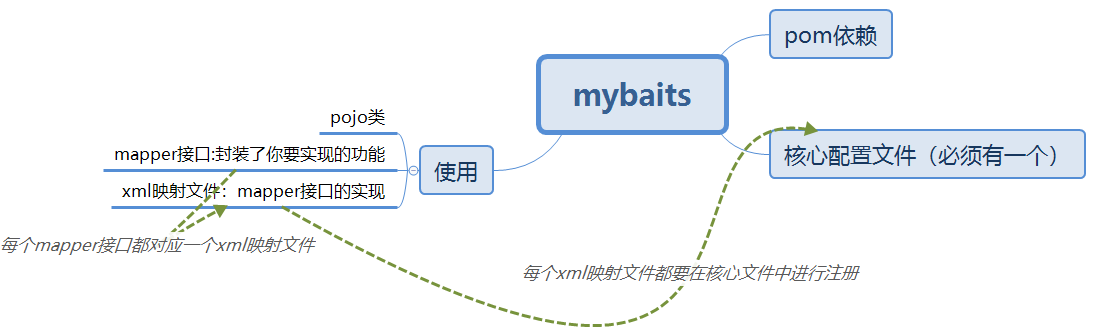 pom依赖
mybaits
核心配置文件（必须有一个）
pojo类
mapper接口:封装了你要实现的功能
xml映射文件：mapper接口的实现
使用
每个mapper接口都对应一个xml映射文件
每个xml映射文件都要在核心文件中进行注册